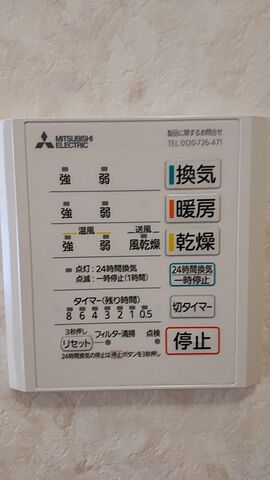 MITSUBISHI
ELECTRIC
製品に関するお問合せ
TEL:0120-726-471
強 弱 換気
強 弱 暖房
温風 送風
強 弱 風乾燥 乾燥
点灯:24時間換気
点滅:一時停止(1時間)
24時間換気
一時停止
タイマー(残り時間)
8 6 4 3 2 1 0.5
切タイマー
3秒押し
リセット フィルター清掃 点検
停止
24時間換気の停止は停止ボタンを3秒押し